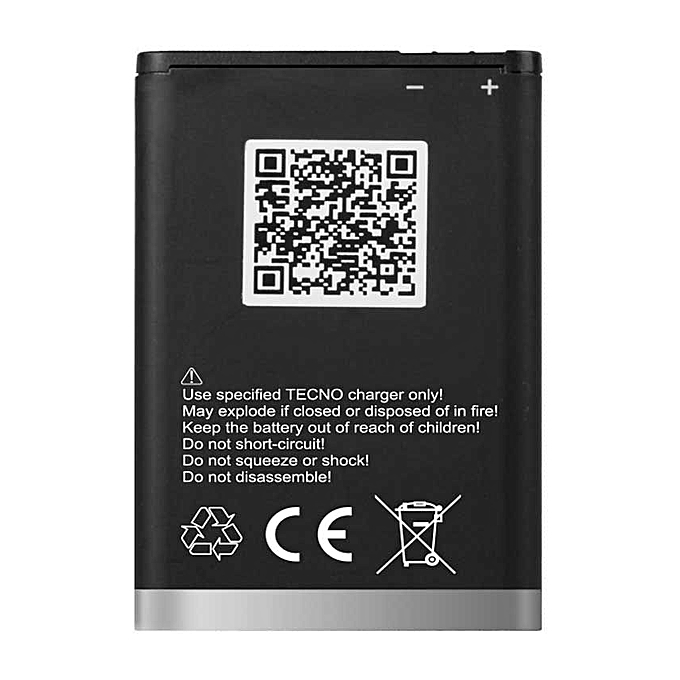 − +
Use specified TECNO charger only!
May explode if closed or disposed of in fire!
Keep the battery out of reach of children!
Do not short-circuit!
Do not squeeze or shock!
Do not disassemble!
CE